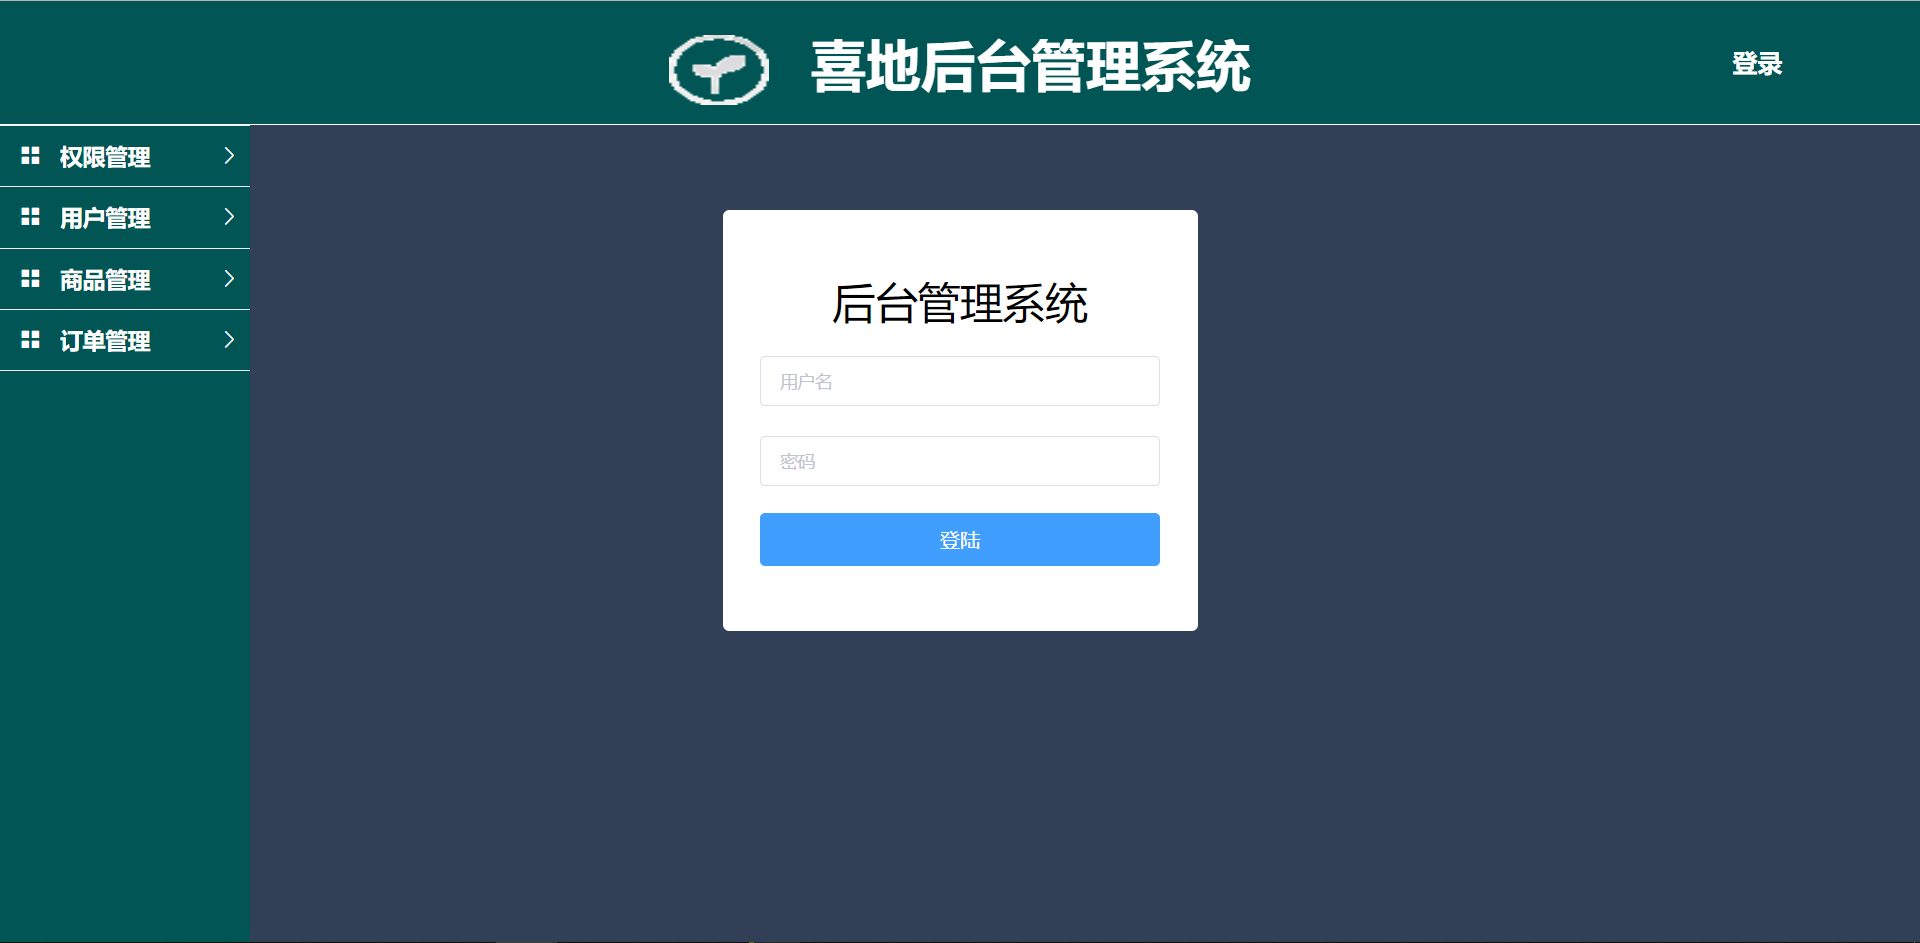 喜地后台管理系统
登录
权限管理
用户管理
商品管理
订单管理
后台管理系统
用户名
密码
登陆